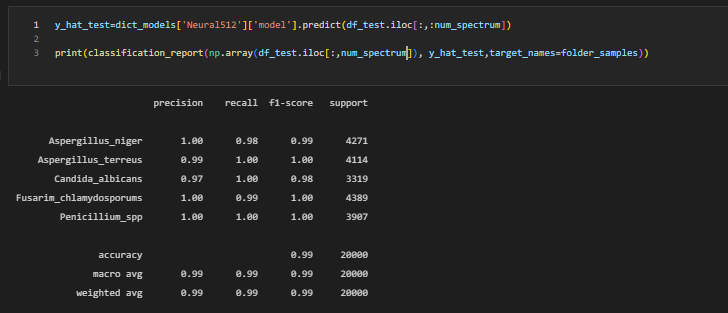 1 y_hat_test=dict_models['Neural512']['model'].predict(df_test.iloc[:,:num_spectrum])
2
3 print(classification_report(np.array(df_test.iloc[:,num_spectrum]), y_hat_test,target_names=folder_samples))
precision recall f1-score support
Aspergillus_niger 1.00 0.98 0.99 4271
Aspergillus_terreus 0.99 1.00 1.00 4114
Candida_albicans 0.97 1.00 0.98 3319
Fusarim_chlamydosporums 1.00 0.99 1.00 4389
Penicillium_spp 1.00 1.00 1.00 3907
accuracy 0.99 20000
macro avg 0.99 0.99 0.99 20000
weighted avg 0.99 0.99 0.99 20000